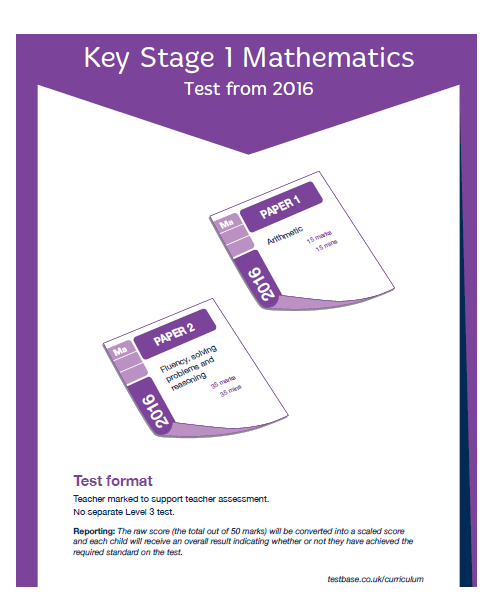 Key Stage 1 Mathematics
Test from 2016
Ma
PAPER 1
Arithmetic
15 marks
15 mins
2016
Ma
PAPER 2
Fluency, solving
problems and
reasoning
35 marks
35 mins
2016
Test format
Teacher marked to support teacher assessment.
No separate Level 3 test.
Reporting: The raw score (the total out of 50 marks) will be converted into a scaled score
and each child will receive an overall result indicating whether or not they have achieved the
required standard on the test.
testbase.co.uk/curriculum